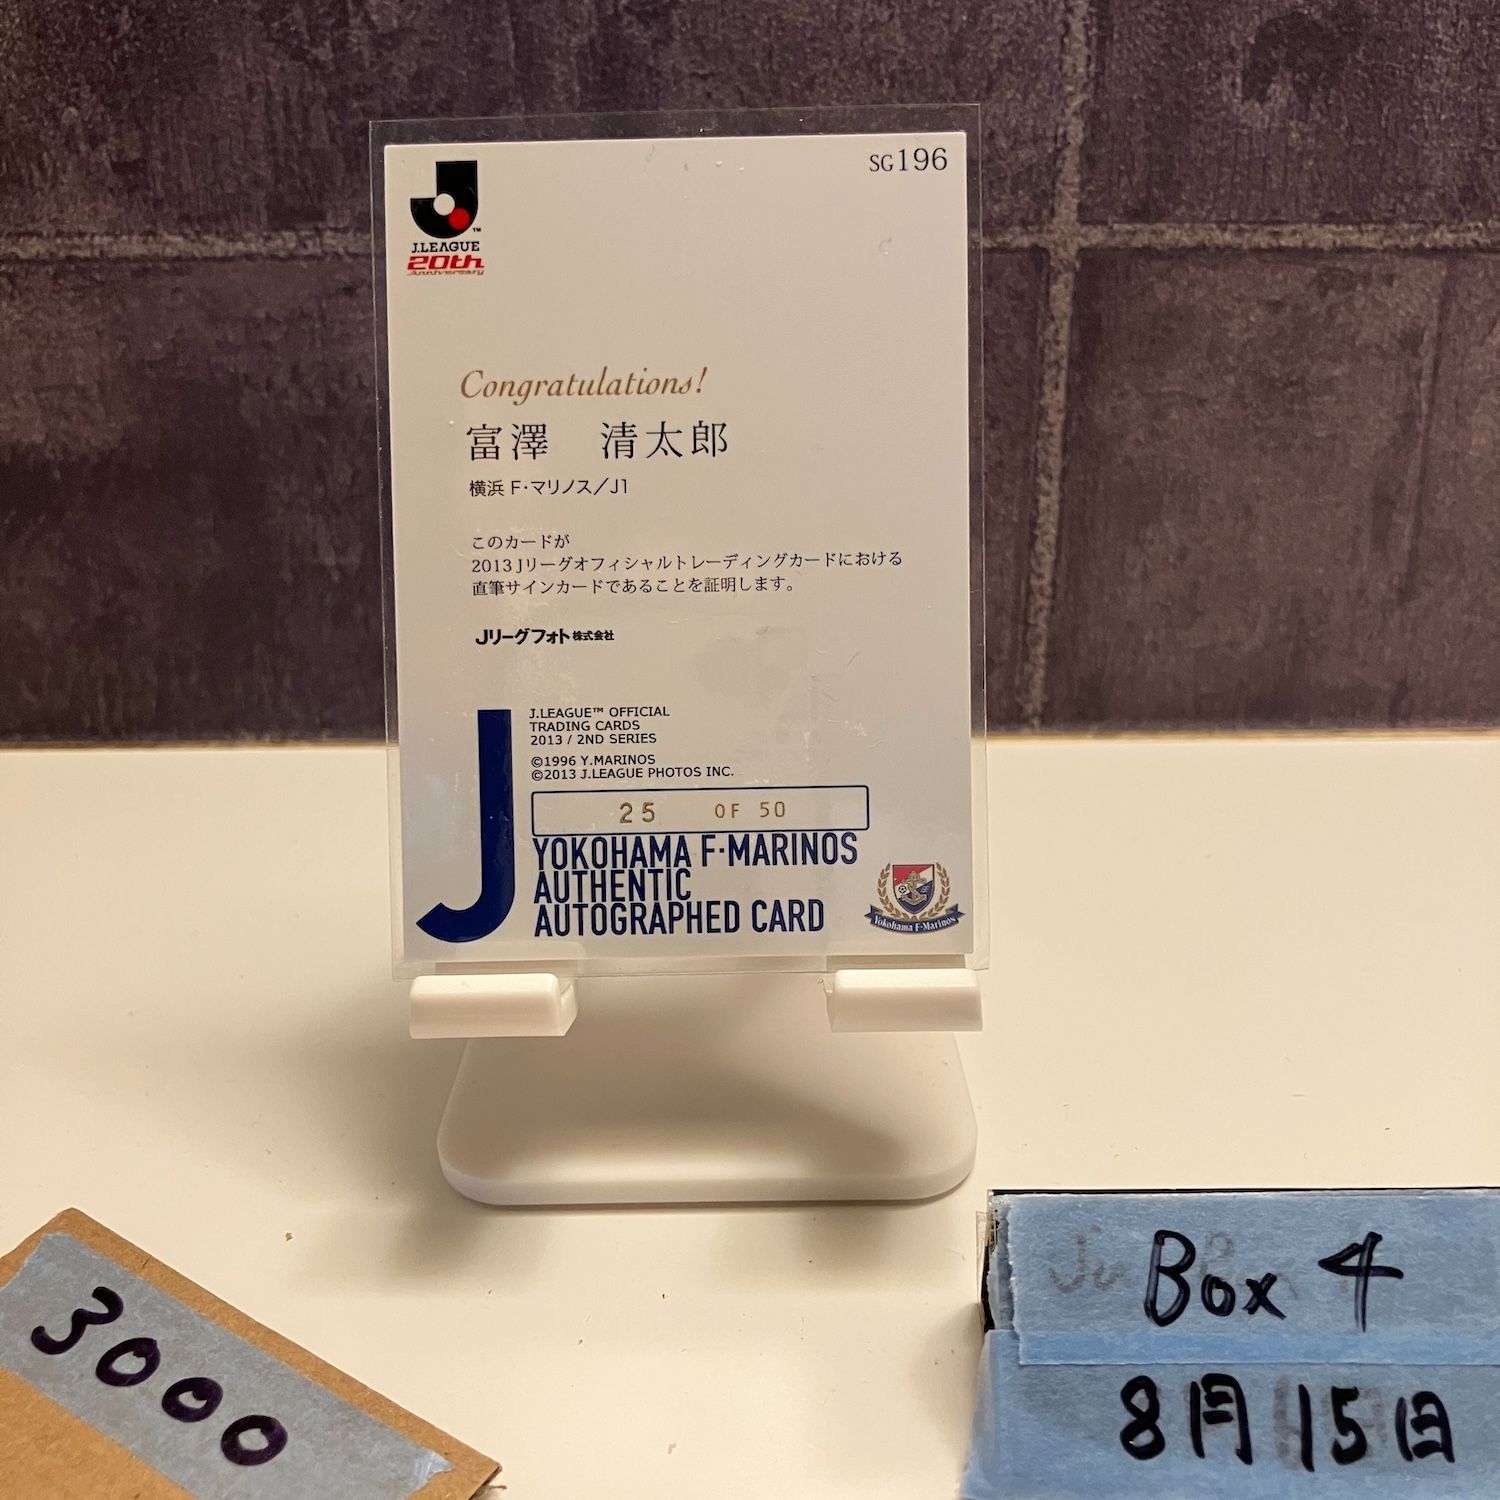 SG196
J.LEAGUE
20th
Anniversary
Congratulations!
富澤 清太郎
横浜 F・マリノス／J1
このカードが
2013 Jリーグオフィシャルトレーディングカードにおける
直筆サインカードであることを証明します。
Jリーグフォト株式会社
J.LEAGUE™ OFFICIAL
TRADING CARDS
2013 / 2ND SERIES
©1996 Y.MARINOS
©2013 J.LEAGUE PHOTOS INC.
25 OF 50
YOKOHAMA F・MARINOS
AUTHENTIC
AUTOGRAPHED CARD
Yokohama F・Marinos
Box 4
8月15日
3000